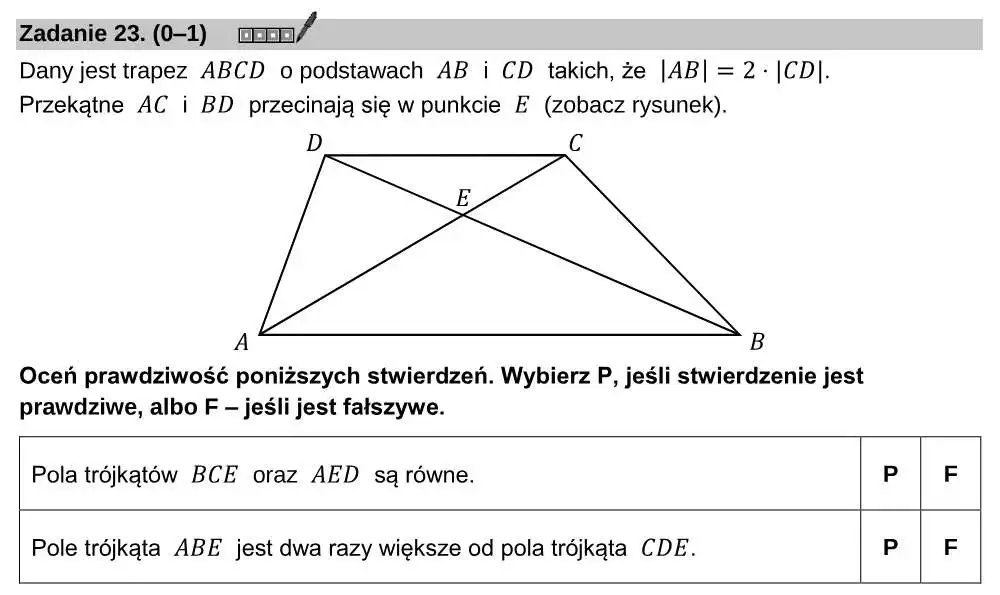 Zadanie 23. (0–1)
Dany jest trapez ABCD o podstawach AB i CD takich, że |AB| = 2 ⋅ |CD|.
Przekątne AC i BD przecinają się w punkcie E (zobacz rysunek).
D C
E
A B
Oceń prawdziwość poniższych stwierdzeń. Wybierz P, jeśli stwierdzenie jest
prawdziwe, albo F – jeśli jest fałszywe.
Pola trójkątów BCE oraz AED są równe. P F
Pole trójkąta ABE jest dwa razy większe od pola trójkąta CDE. P F